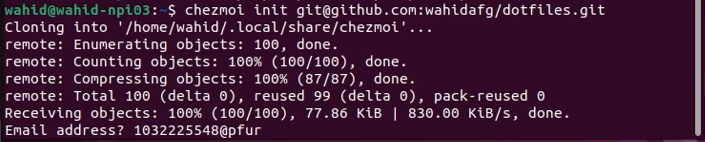 wahid@wahid-npi03:~$ chezmoi init git@github.com:wahidafg/dotfiles.git
Cloning into '/home/wahid/.local/share/chezmoi'...
remote: Enumerating objects: 100, done.
remote: Counting objects: 100% (100/100), done.
remote: Compressing objects: 100% (87/87), done.
remote: Total 100 (delta 0), reused 99 (delta 0), pack-reused 0
Receiving objects: 100% (100/100), 77.86 KiB | 830.00 KiB/s, done.
Email address? 1032225548@pfur